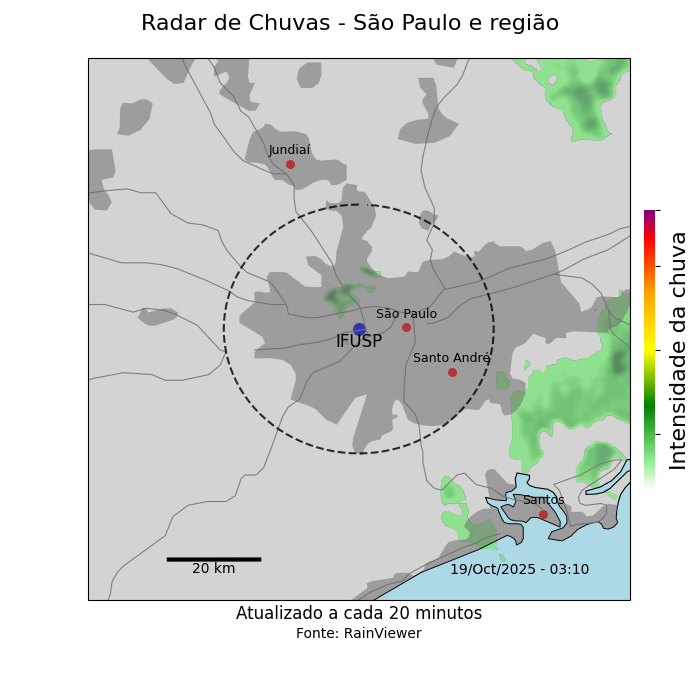 Radar de Chuvas - São Paulo e região
Jundiaí
São Paulo
IFUSP
Santo André
Santos
20 km
19/Oct/2025 - 03:10
Intensidade da chuva
Atualizado a cada 20 minutos
Fonte: RainViewer